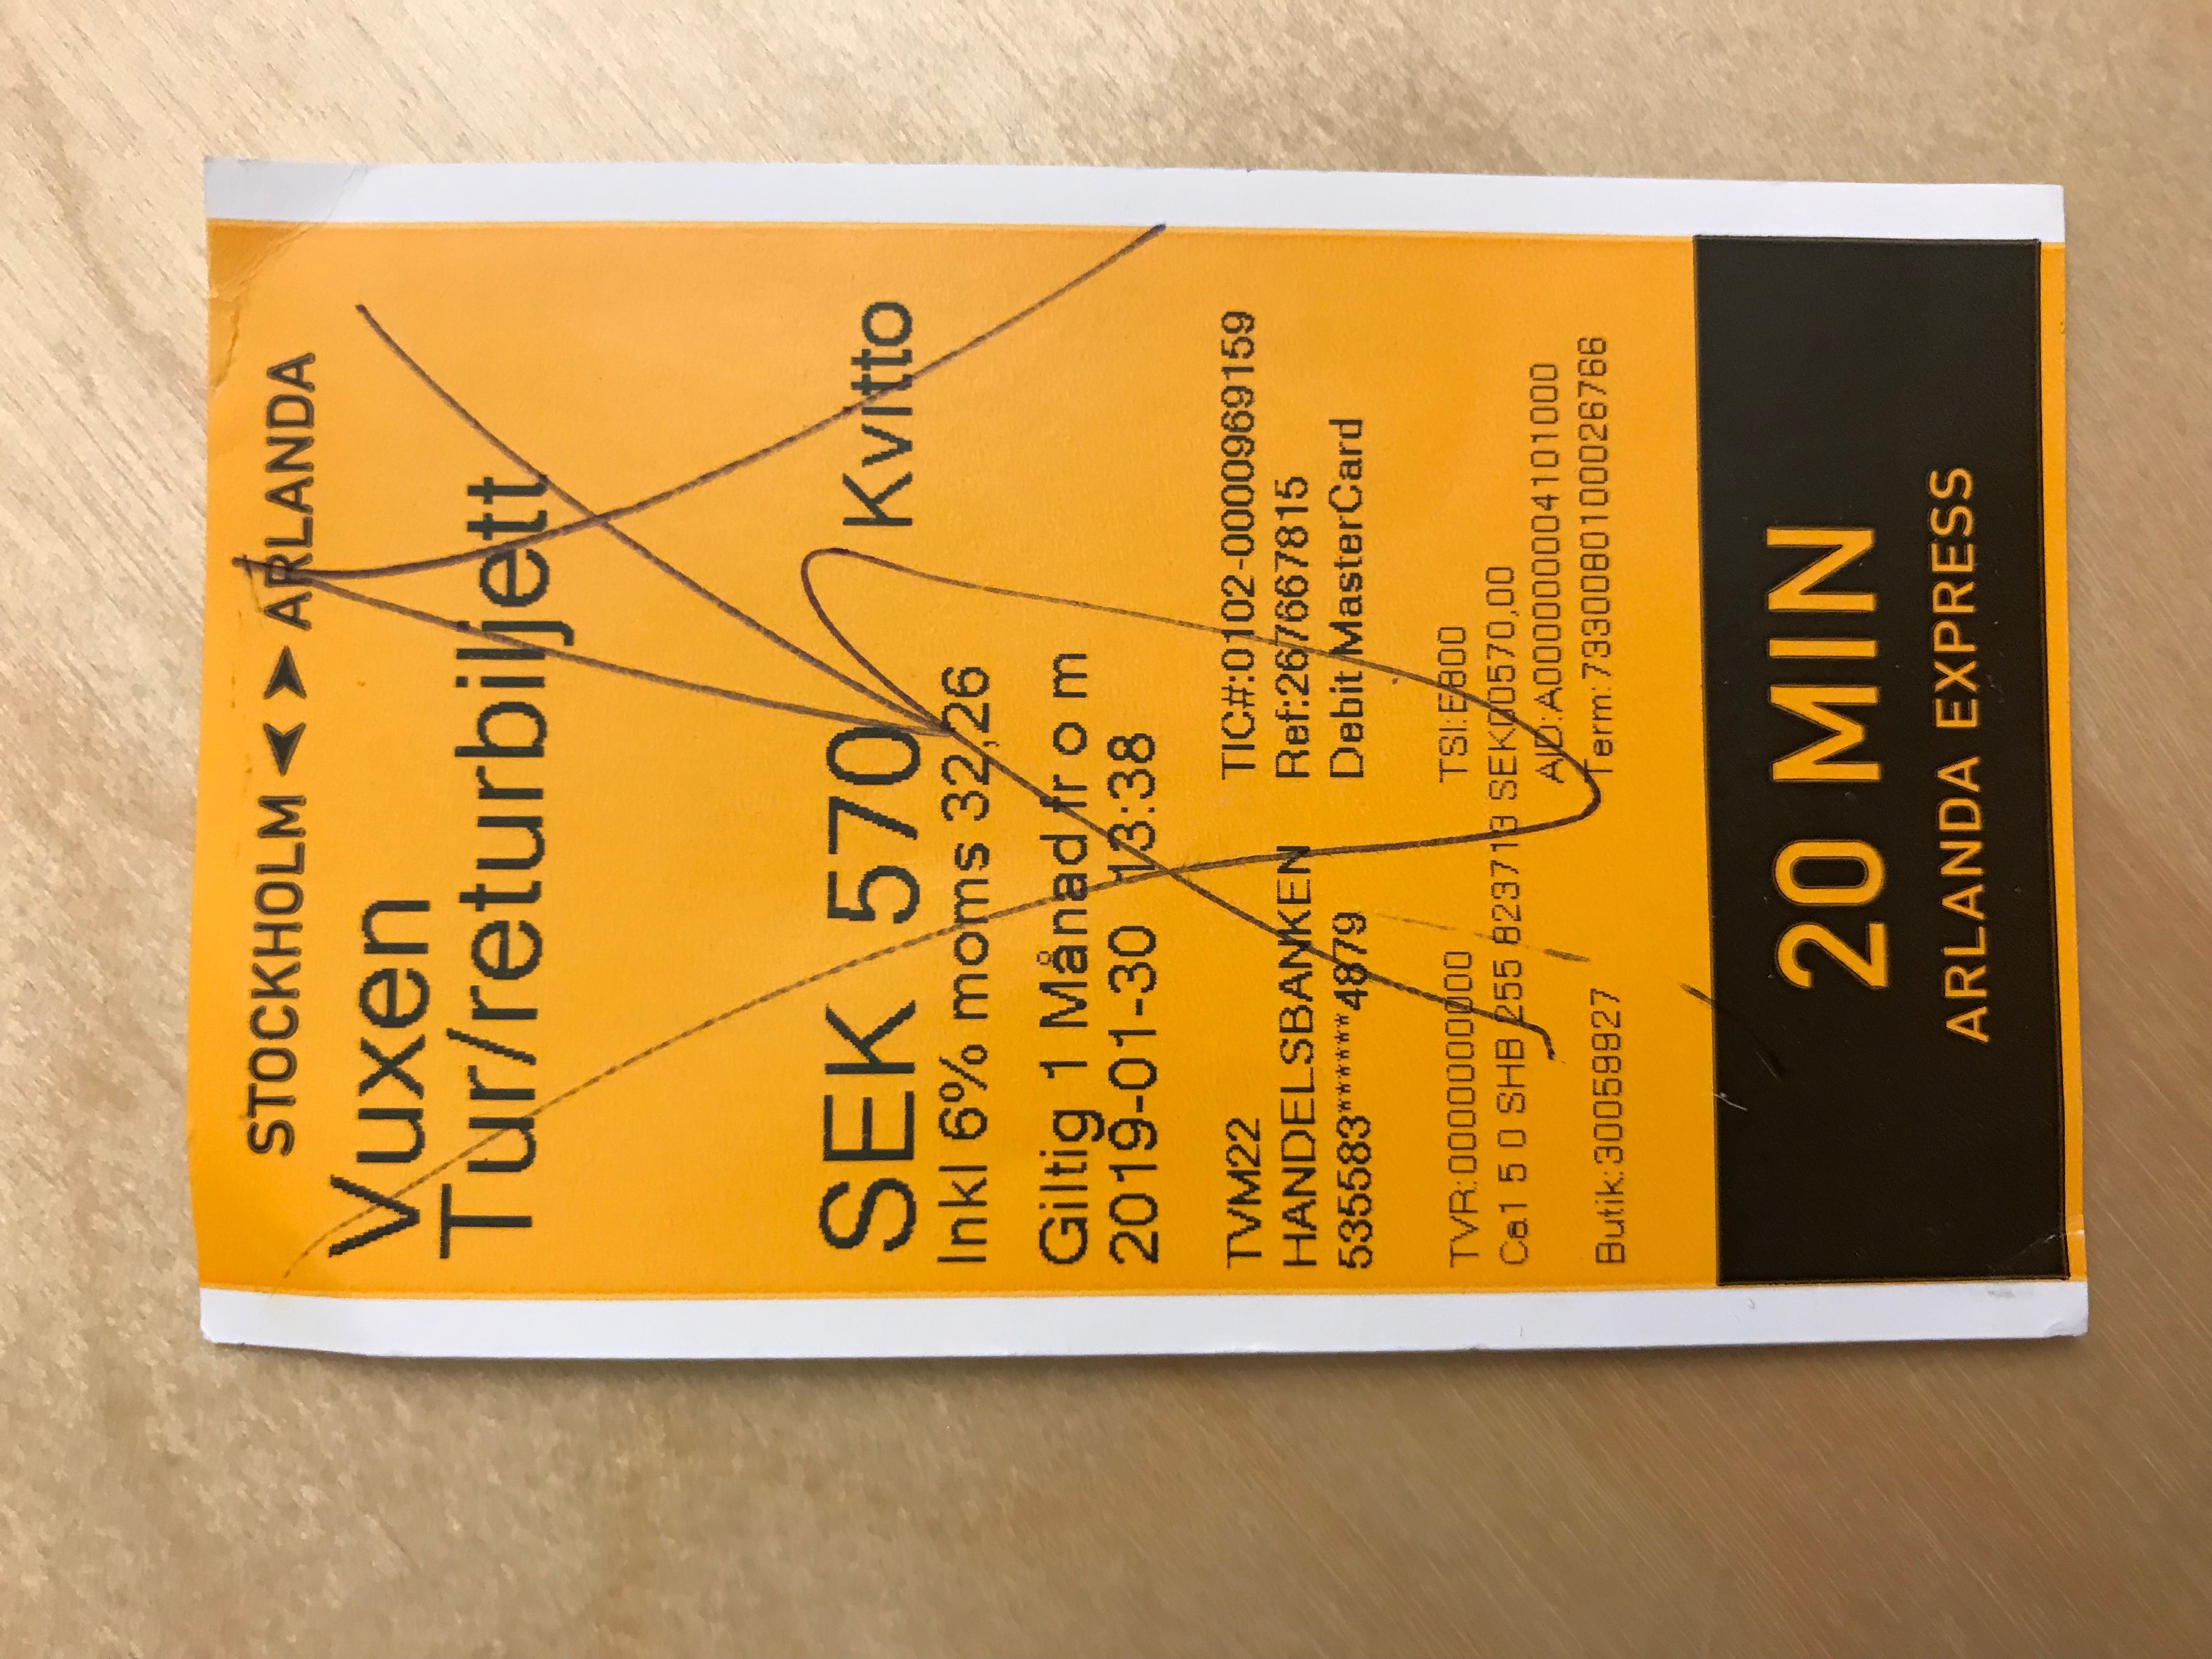 STOCKHOLM ARLANDA
Vuxen
Tur/returbiljett
SEK 570 Kvitto
Inkl 6% moms 32,26
Giltig 1 Månad fr o m
2019-01-30 13:38
TVM22 TIC#:0102-0000969159
HANDELSBANKEN Ref:267667815
535583******4879 Debit MasterCard
TVR:0000000000 TSI:E800
Ca1 5 0 SHB 255 823713 SEK00570,00
AID:A000000004101000
Butik:30059927 Term:7330080100026766
20 MIN
ARLANDA EXPRESS